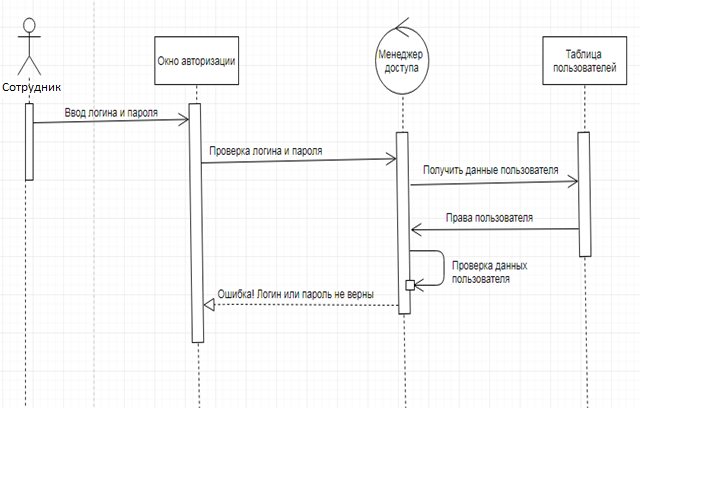 Сотрудник
Окно авторизации
Менеджер
доступа
Таблица
пользователей
Ввод логина и пароля
Проверка логина и пароля
Получить данные пользователя
Права пользователя
Проверка данных
пользователя
Ошибка! Логин или пароль не верны